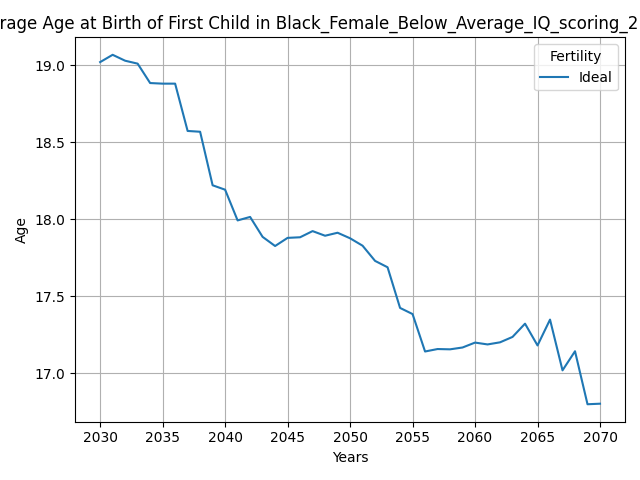 rage Age at Birth of First Child in Black_Female_Below_Average_IQ_scoring_2
Fertility
Ideal
19.0
18.5
18.0
17.5
17.0
Age
2030 2035 2040 2045 2050 2055 2060 2065 2070
Years